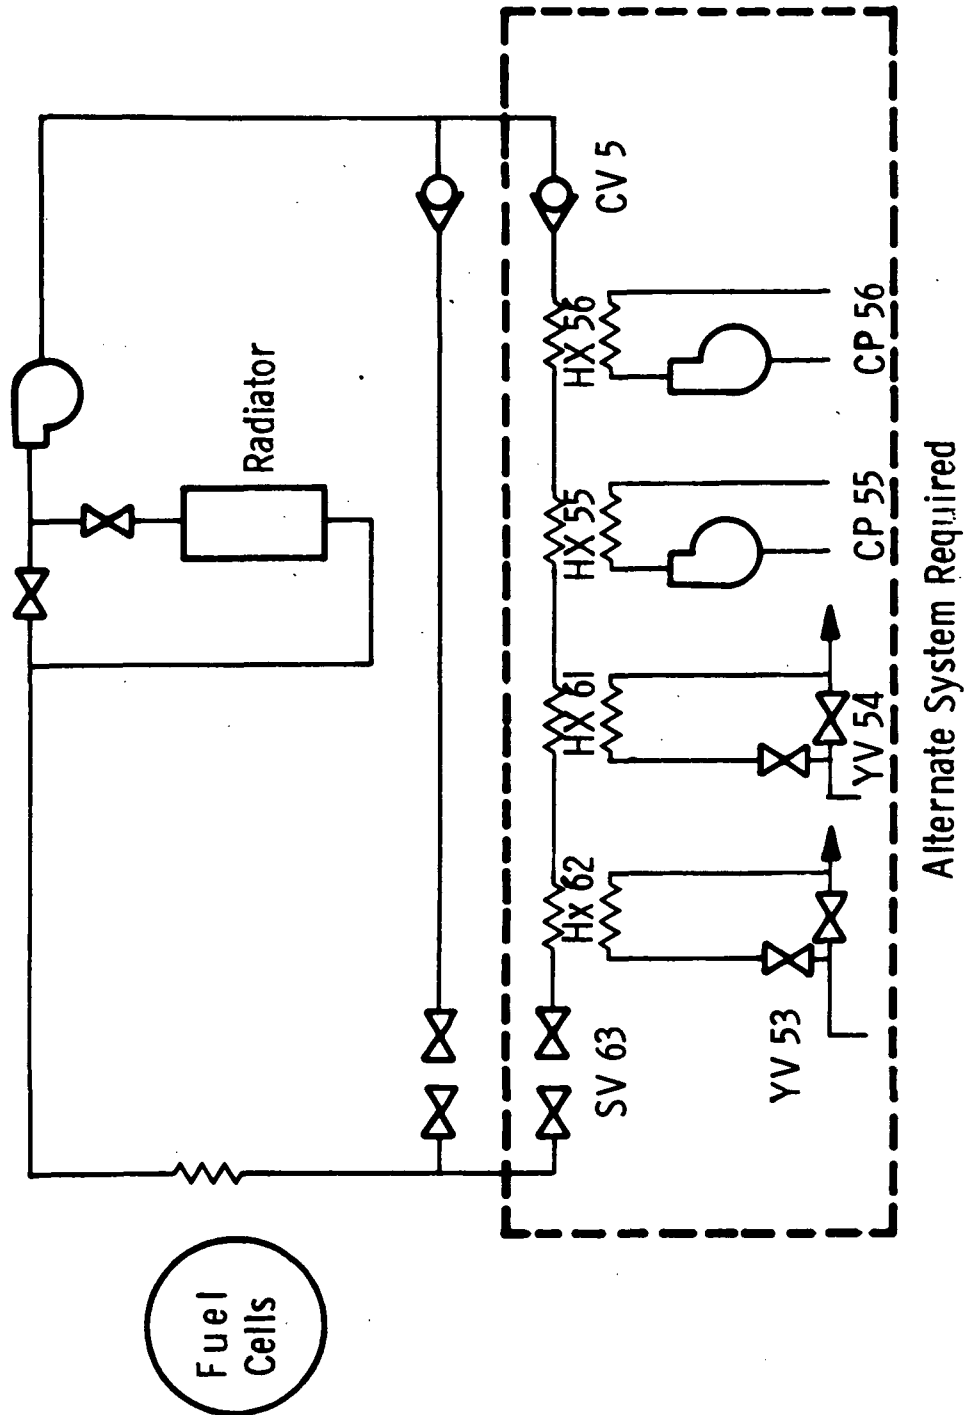 Fuel
Cells
Radiator
CV 5
HX 56
HX 55
HX 61
Hx 62
SV 63
CP 56
CP 55
YV 54
YV 53
Alternate System Required